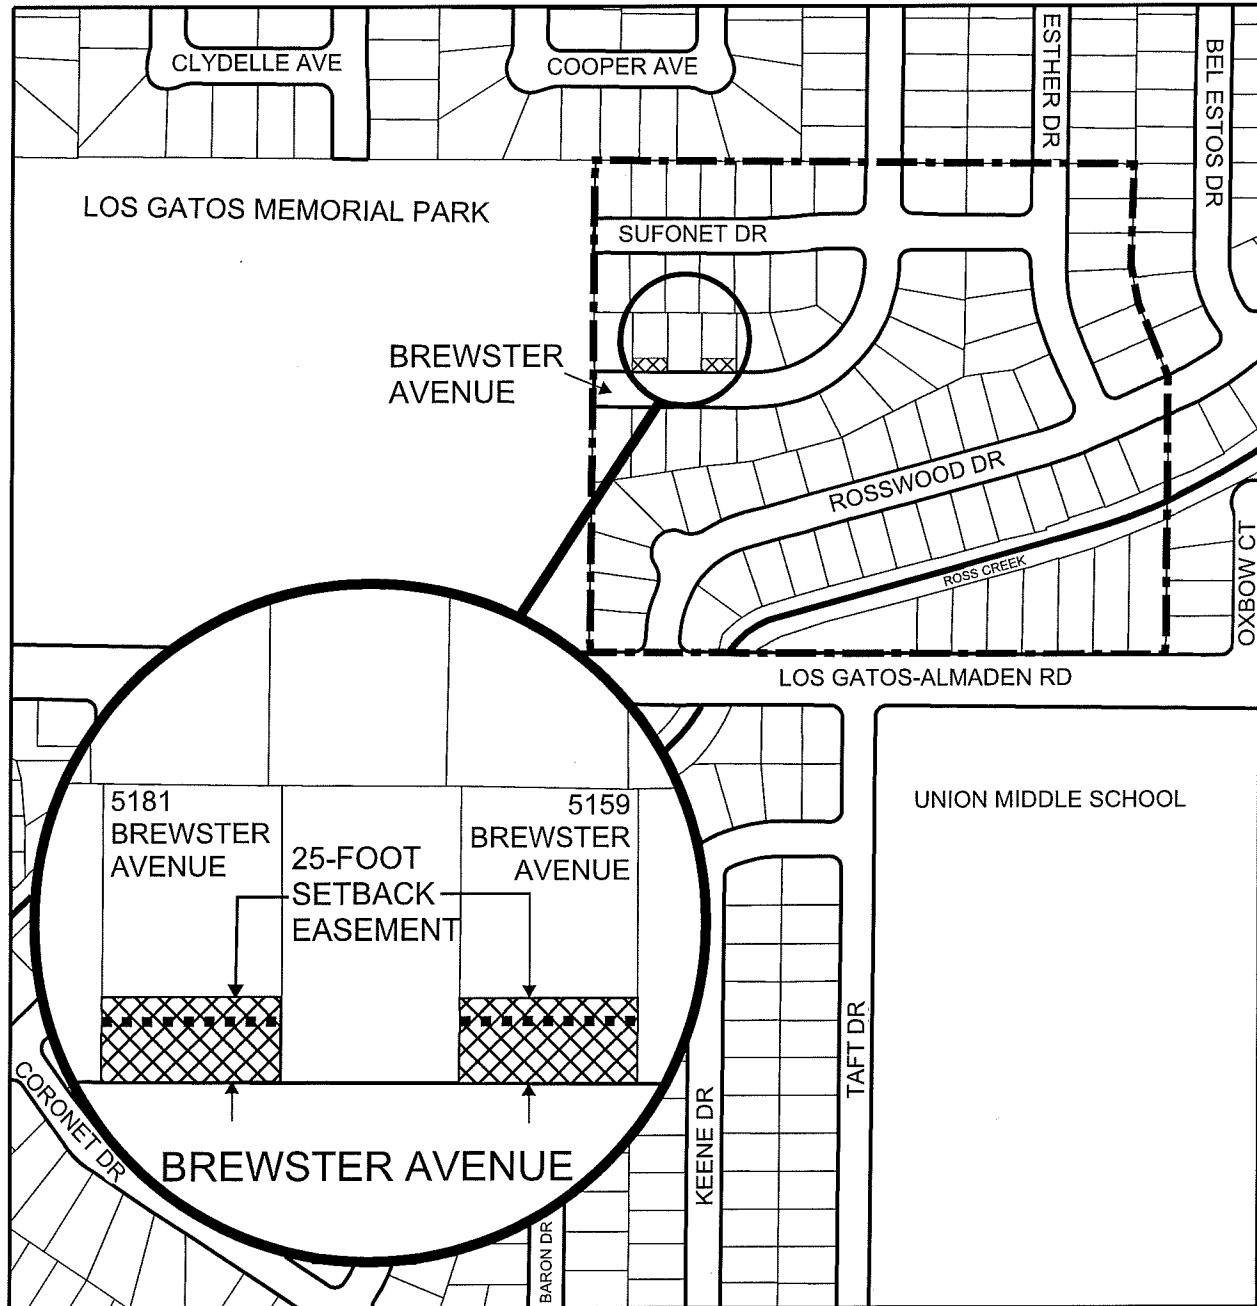 CLYDELLE AVE
COOPER AVE
ESTHER DR
BEL ESTOS DR
LOS GATOS MEMORIAL PARK
SUFONET DR
BREWSTER
AVENUE
ROSSWOOD DR
ROSS CREEK
OXBOW CT
LOS GATOS-ALMADEN RD
UNION MIDDLE SCHOOL
5181
BREWSTER
AVENUE
5159
BREWSTER
AVENUE
25-FOOT
SETBACK
EASEMENT
BREWSTER AVENUE
CORONET DR
BARON DR
KEENE DR
TAFT DR